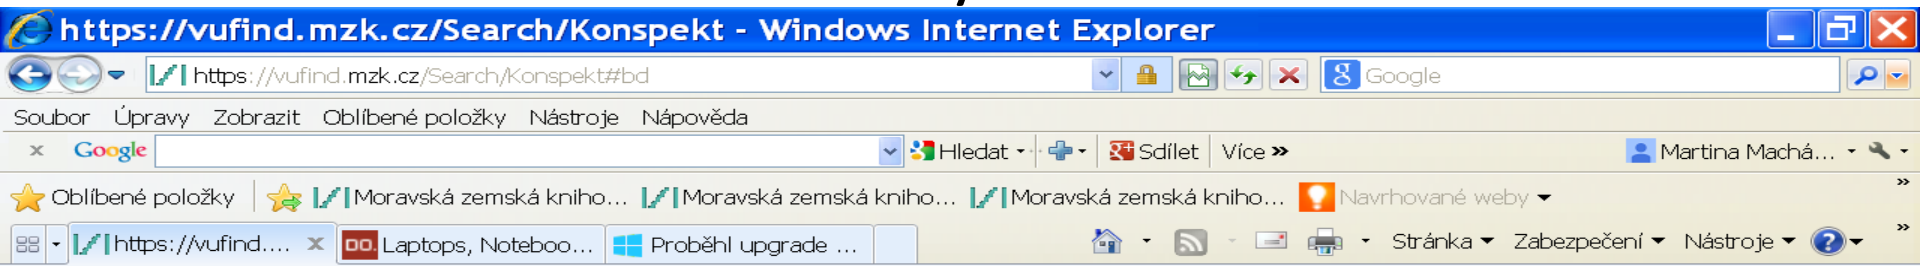 https://vufind.mzk.cz/Search/Konspekt - Windows Internet Explorer
https://vufind.mzk.cz/Search/Konspekt#bd Google
Soubor Úpravy Zobrazit Oblíbené položky Nástroje Nápověda
x Google Hledat Sdílet Více » Martina Machá...
Oblíbené položky Moravská zemská kniho... Moravská zemská kniho... Moravská zemská kniho... Navrhované weby »
https://vufind.... x DD. Laptops, Noteboo... Proběhl upgrade ... Stránka Zabezpečení Nástroje »